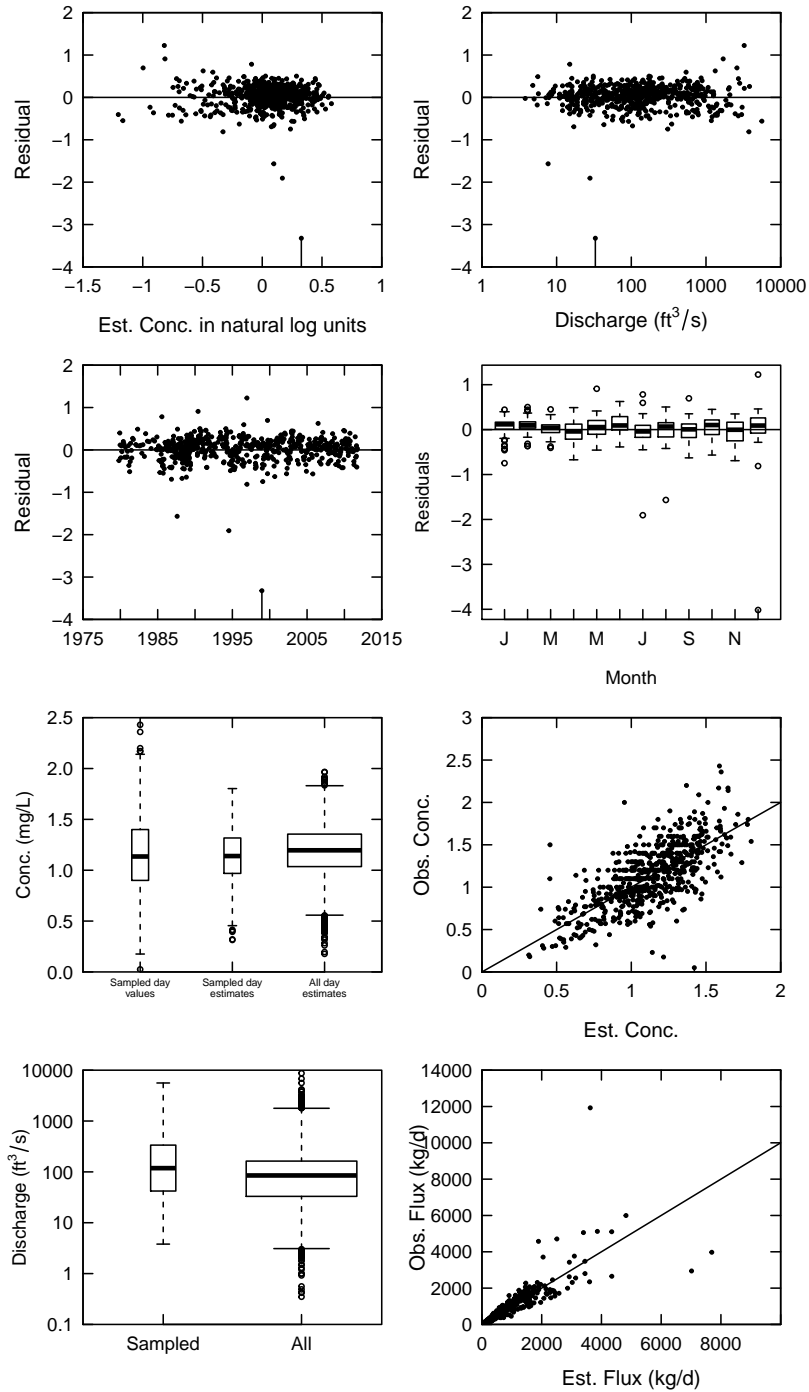 2
1
0
−1
−2
−3
−4
Residual
−1.5 −1 −0.5 0 0.5 1
Est. Conc. in natural log units
2
1
0
−1
−2
−3
−4
Residual
1 10 100 1000 10000
Discharge (ft³/s)
2
1
0
−1
−2
−3
−4
Residual
1975 1985 1995 2005 2015
1
0
−1
−2
−3
−4
Residuals
J M M J S N
Month
2.5
2.0
1.5
1.0
0.5
0.0
Conc. (mg/L)
Sampled day values
Sampled day estimates
All day estimates
3
2.5
2
1.5
1
0.5
0
Obs. Conc.
0 0.5 1 1.5 2
Est. Conc.
10000
1000
100
10
1
0.1
Discharge (ft³/s)
Sampled All
14000
12000
10000
8000
6000
4000
2000
0
Obs. Flux (kg/d)
0 2000 4000 6000 8000
Est. Flux (kg/d)